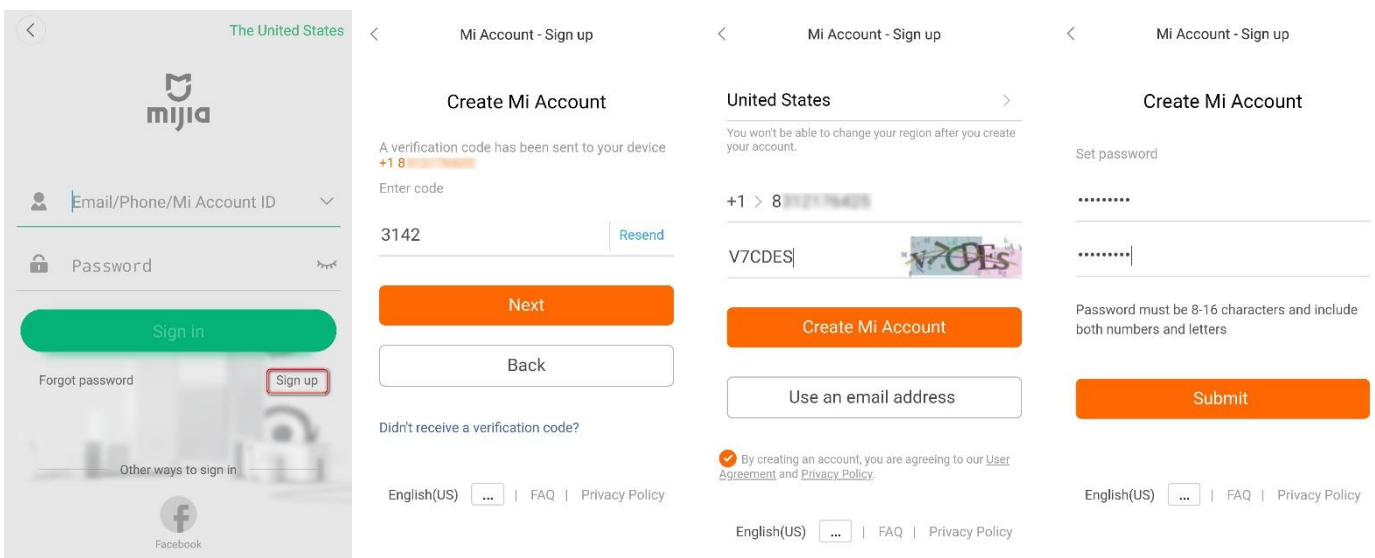 The United States
mijia
Email/Phone/Mi Account ID
Password
Sign in
Forgot password
Sign up
Other ways to sign in
Facebook
Mi Account - Sign up
Create Mi Account
A verification code has been sent to your device
+1 8
Enter code
3142
Resend
Next
Back
Didn't receive a verification code?
English(US) ... | FAQ | Privacy Policy
Mi Account - Sign up
United States
You won't be able to change your region after you create
your account.
+1 > 8
V7CDES
V7CDEs
Create Mi Account
Use an email address
By creating an account, you are agreeing to our User
Agreement and Privacy Policy.
English(US) ... | FAQ | Privacy Policy
Mi Account - Sign up
Create Mi Account
Set password
•••••••••
•••••••••
Password must be 8-16 characters and include
both numbers and letters
Submit
English(US) ... | FAQ | Privacy Policy